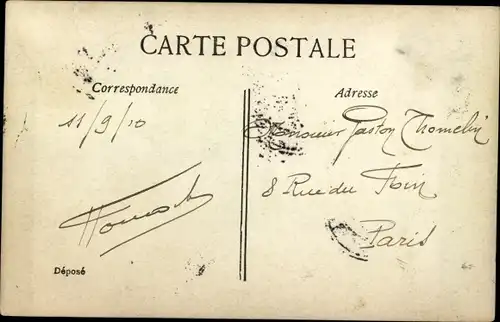 CARTE POSTALE
Correspondance
Adresse
11/9/10
Monsieur Gaston Thomelin
8 Rue du Foin
Paris
Déposé